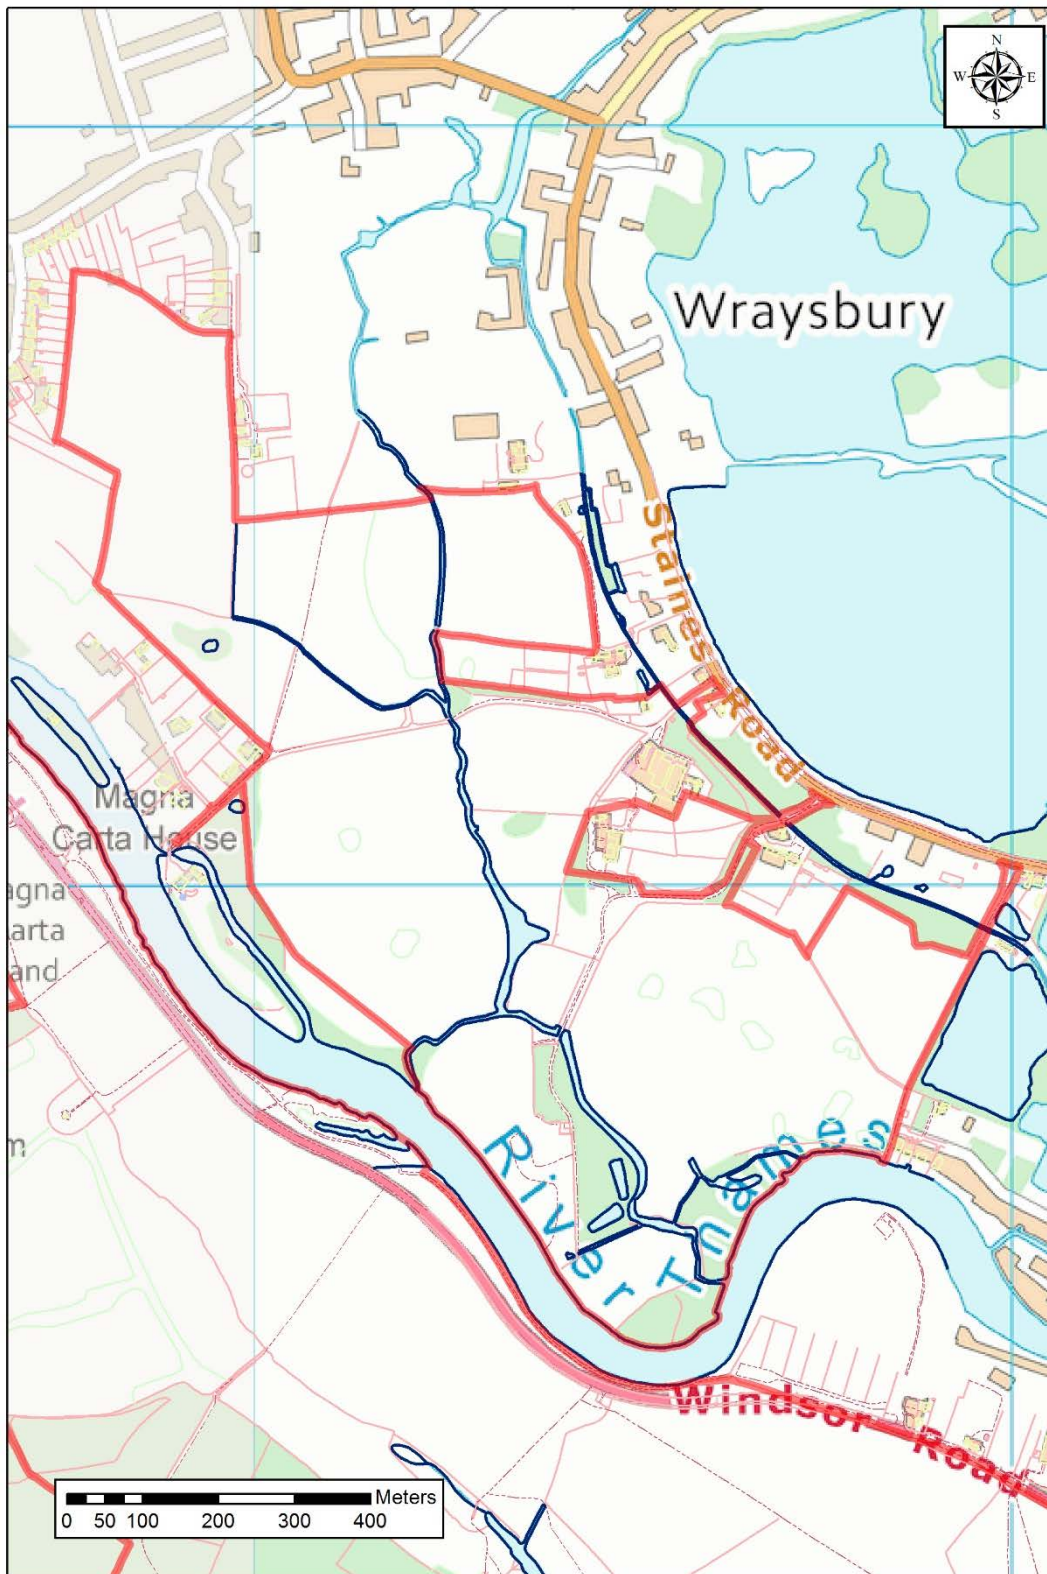 N
W E
S
Wraysbury
Staines Road
Magna
Carta House
agna
arta
and
m
River Thames
Windsor Road
Meters
0 50 100 200 300 400